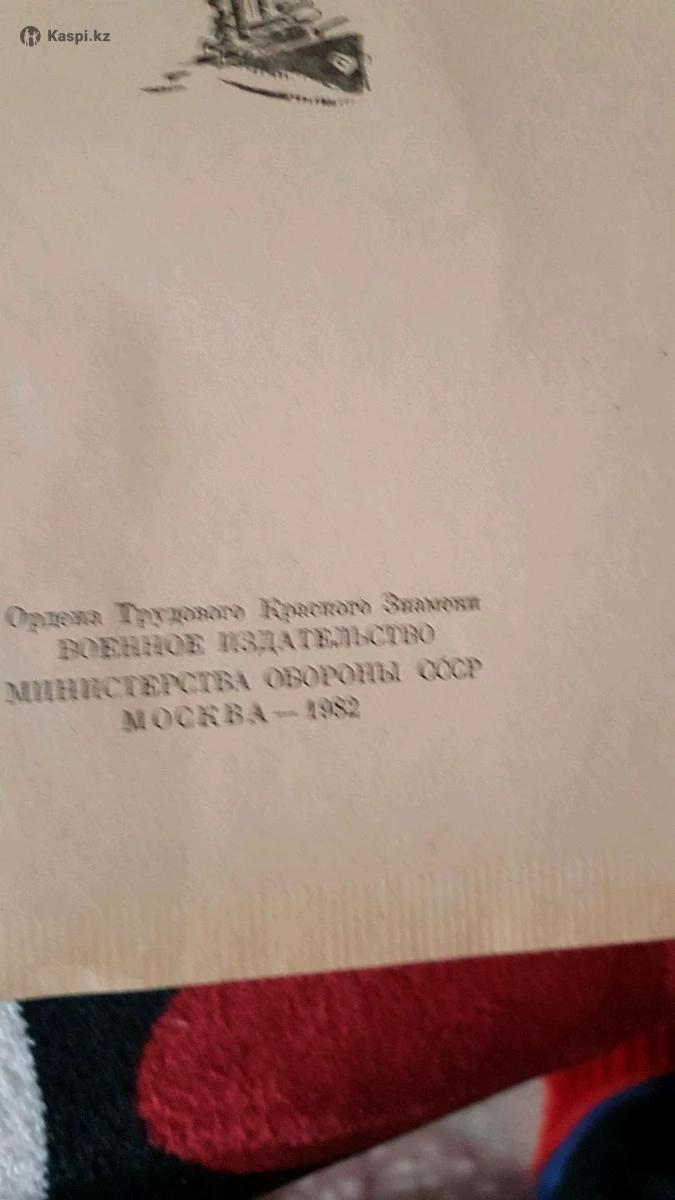 Kaspi.kz
Ордена Трудового Красного Знамени
ВОЕННОЕ ИЗДАТЕЛЬСТВО
МИНИСТЕРСТВА ОБОРОНЫ СССР
МОСКВА — 1982